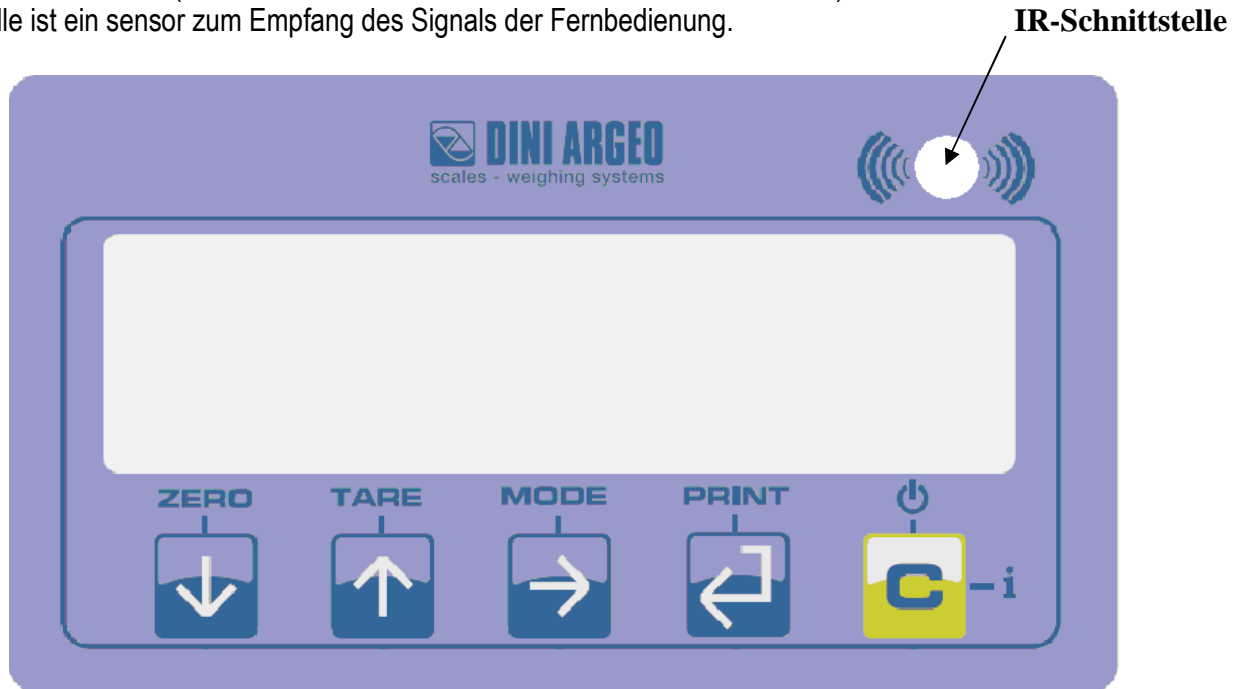 lle ist ein sensor zum Empfang des Signals der Fernbedienung.
IR-Schnittstelle
DINI ARGEO
scales - weighing systems
ZERO TARE MODE PRINT
C - i